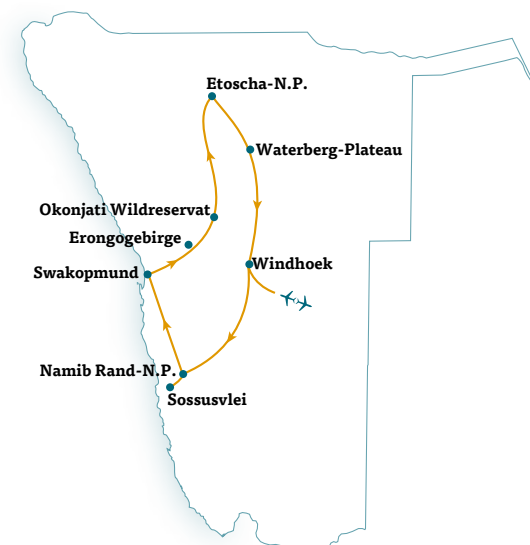 Etoscha-N.P.
Waterberg-Plateau
Okonjati Wildreservat
Erongogebirge
Windhoek
Swakopmund
Namib Rand-N.P.
Sossusvlei